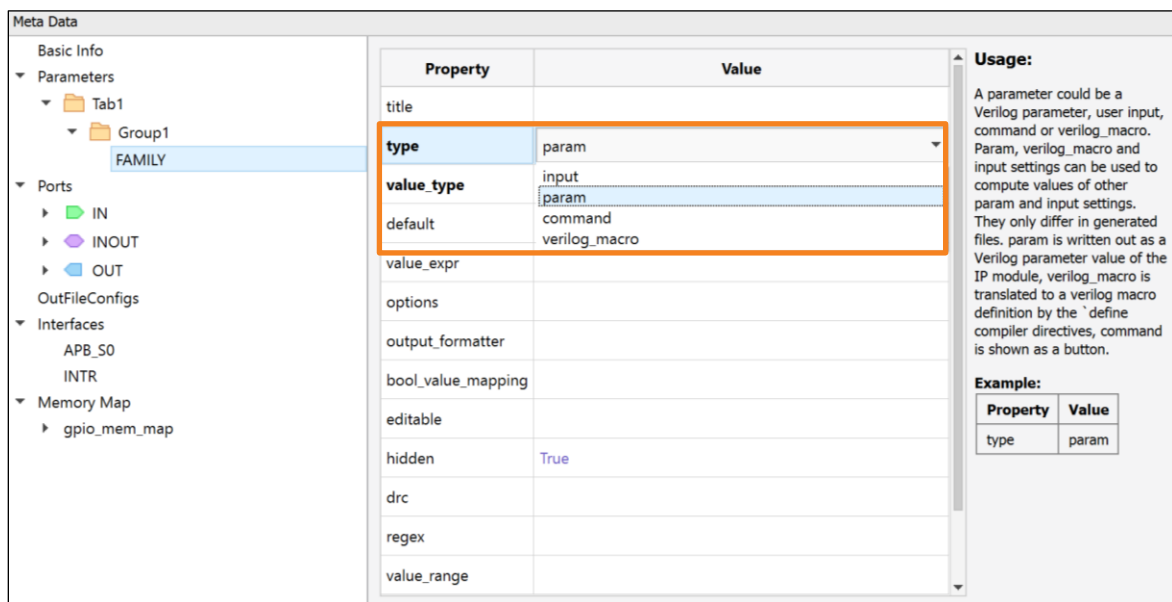 Meta Data
Basic Info
Parameters
Tab1
Group1
FAMILY
Ports
IN
INOUT
OUT
OutFileConfigs
Interfaces
APB_S0
INTR
Memory Map
gpio_mem_map
Property Value
title
type param
value_type input
param
default command
verilog_macro
value_expr
options
output_formatter
bool_value_mapping
editable
hidden True
drc
regex
value_range
Usage:
A parameter could be a
Verilog parameter, user input,
command or verilog_macro.
Param, verilog_macro and
input settings can be used to
compute values of other
param and input settings.
They only differ in generated
files. param is written out as a
Verilog parameter value of the
IP module, verilog_macro is
translated to a verilog macro
definition by the `define
compiler directives, command
is shown as a button.
Example:
Property Value
type param